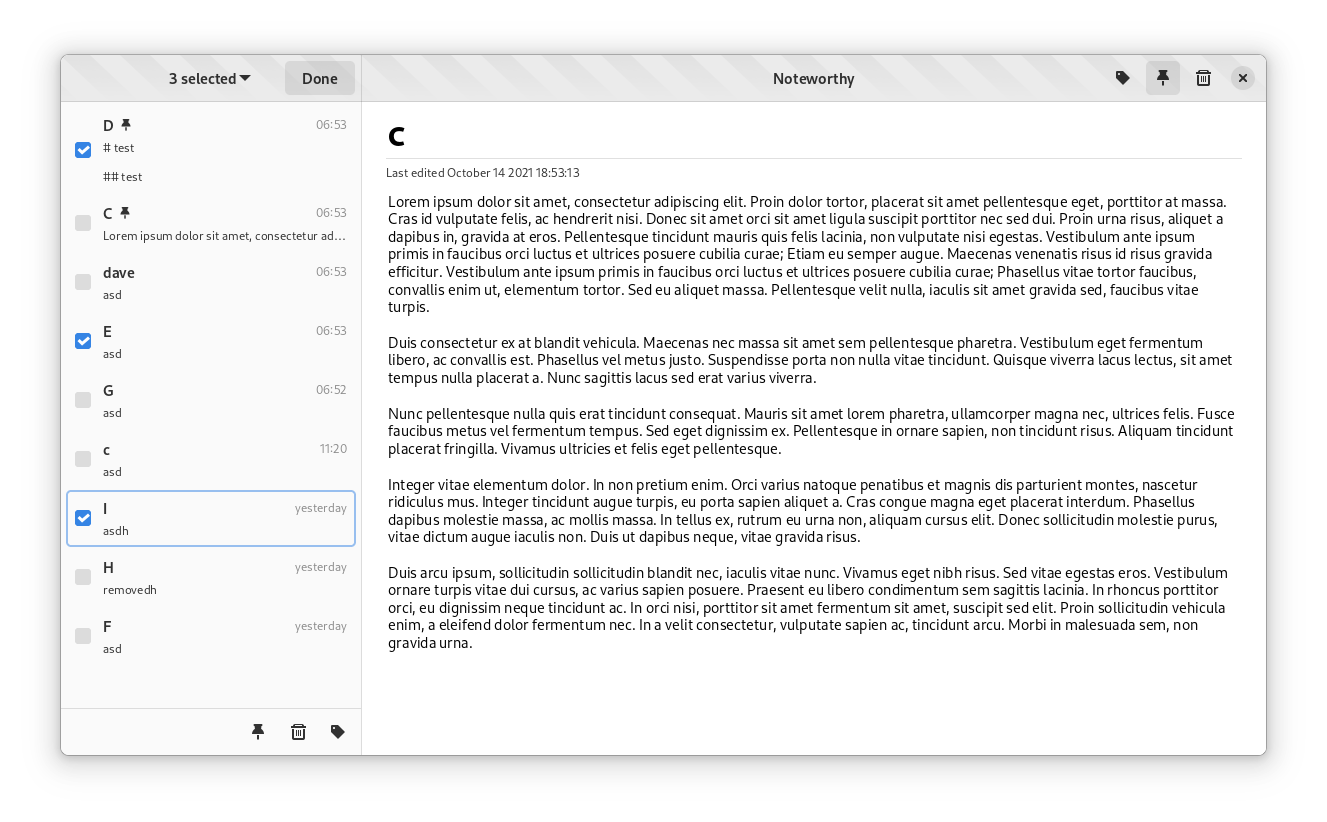 3 selected
Done
Noteworthy
D
06:53
# test
## test
C
06:53
Lorem ipsum dolor sit amet, consectetur ad…
dave
06:53
asd
E
06:53
asd
G
06:52
asd
c
11:20
asd
I
yesterday
asdh
H
yesterday
removedh
F
yesterday
asd
C
Last edited October 14 2021 18:53:13
Lorem ipsum dolor sit amet, consectetur adipiscing elit. Proin dolor tortor, placerat sit amet pellentesque eget, porttitor at massa.
Cras id vulputate felis, ac hendrerit nisi. Donec sit amet orci sit amet ligula suscipit porttitor nec sed dui. Proin urna risus, aliquet a
dapibus in, gravida at eros. Pellentesque tincidunt mauris quis felis lacinia, non vulputate nisi egestas. Vestibulum ante ipsum
primis in faucibus orci luctus et ultrices posuere cubilia curae; Etiam eu semper augue. Maecenas venenatis risus id risus gravida
efficitur. Vestibulum ante ipsum primis in faucibus orci luctus et ultrices posuere cubilia curae; Phasellus vitae tortor faucibus,
convallis enim ut, elementum tortor. Sed eu aliquet massa. Pellentesque velit nulla, iaculis sit amet gravida sed, faucibus vitae
turpis.
Duis consectetur ex at blandit vehicula. Maecenas nec massa sit amet sem pellentesque pharetra. Vestibulum eget fermentum
libero, ac convallis est. Phasellus vel metus justo. Suspendisse porta non nulla vitae tincidunt. Quisque viverra lacus lectus, sit amet
tempus nulla placerat a. Nunc sagittis lacus sed erat varius viverra.
Nunc pellentesque nulla quis erat tincidunt consequat. Mauris sit amet lorem pharetra, ullamcorper magna nec, ultrices felis. Fusce
faucibus metus vel fermentum tempus. Sed eget dignissim ex. Pellentesque in ornare sapien, non tincidunt risus. Aliquam tincidunt
placerat fringilla. Vivamus ultricies et felis eget pellentesque.
Integer vitae elementum dolor. In non pretium enim. Orci varius natoque penatibus et magnis dis parturient montes, nascetur
ridiculus mus. Integer tincidunt augue turpis, eu porta sapien aliquet a. Cras congue magna eget placerat interdum. Phasellus
dapibus molestie massa, ac mollis massa. In tellus ex, rutrum eu urna non, aliquam cursus elit. Donec sollicitudin molestie purus,
vitae dictum augue iaculis non. Duis ut dapibus neque, vitae gravida risus.
Duis arcu ipsum, sollicitudin sollicitudin blandit nec, iaculis vitae nunc. Vivamus eget nibh risus. Sed vitae egestas eros. Vestibulum
ornare turpis vitae dui cursus, ac varius sapien posuere. Praesent eu libero condimentum sem sagittis lacinia. In rhoncus porttitor
orci, eu dignissim neque tincidunt ac. In orci nisi, porttitor sit amet fermentum sit amet, suscipit sed elit. Proin sollicitudin vehicula
enim, a eleifend dolor fermentum nec. In a velit consectetur, vulputate sapien ac, tincidunt arcu. Morbi in malesuada sem, non
gravida urna.